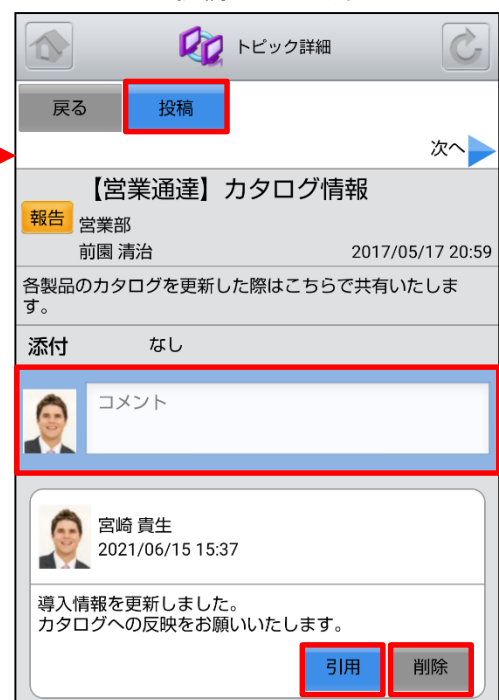 トピック詳細
戻る
投稿
次へ
【営業通達】カタログ情報
報告
営業部
前園 清治
2017/05/17 20:59
各製品のカタログを更新した際はこちらで共有いたしま
す。
添付 なし
コメント
宮崎 貴生
2021/06/15 15:37
導入情報を更新しました。
カタログへの反映をお願いいたします。
引用
削除